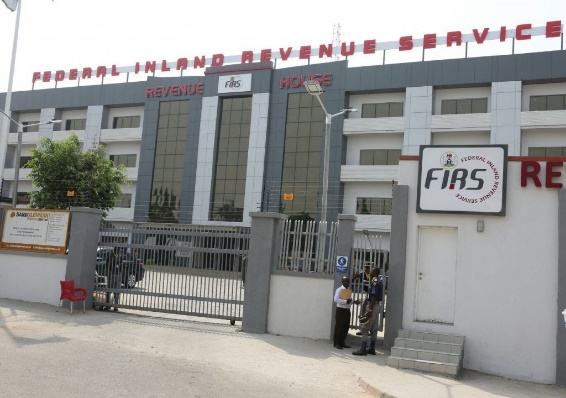 FEDERAL INLAND REVENUE SERVICE
REVENUE HOUSE
FIRS
FEDERAL INLAND REVENUE SERVICE
FIRS
RE